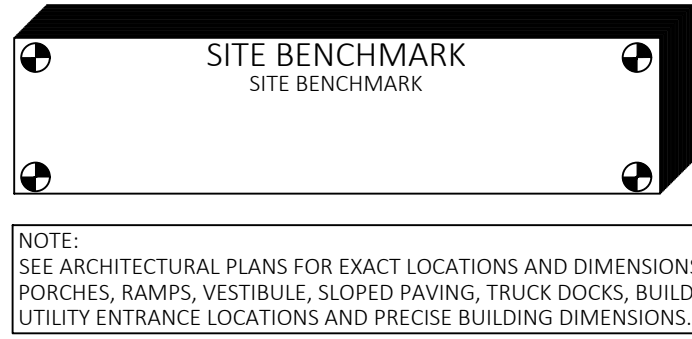 SITE BENCHMARK
SITE BENCHMARK
NOTE:
SEE ARCHITECTURAL PLANS FOR EXACT LOCATIONS AND DIMENSIONS
PORCHES, RAMPS, VESTIBULE, SLOPED PAVING, TRUCK DOCKS, BUILD
UTILITY ENTRANCE LOCATIONS AND PRECISE BUILDING DIMENSIONS.